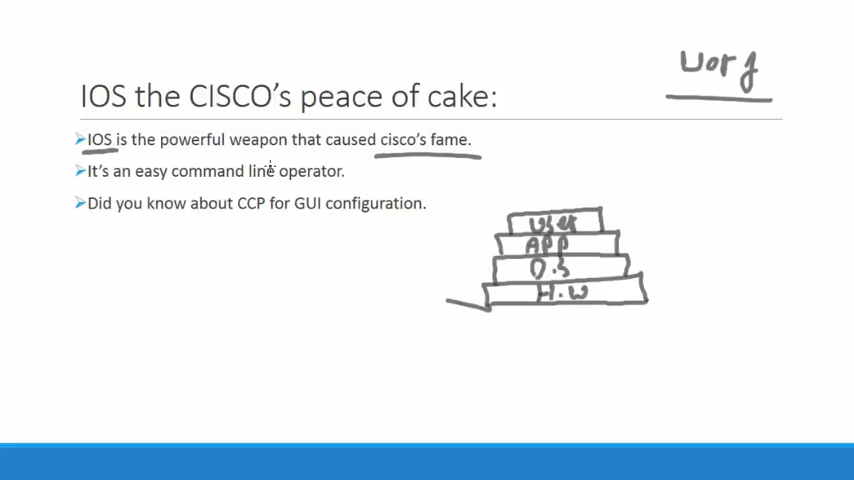 IOS the CISCO's peace of cake:
IOS is the powerful weapon that caused cisco's fame.
It's an easy command line operator.
Did you know about CCP for GUI configuration.
User
APP
O.S
H.W